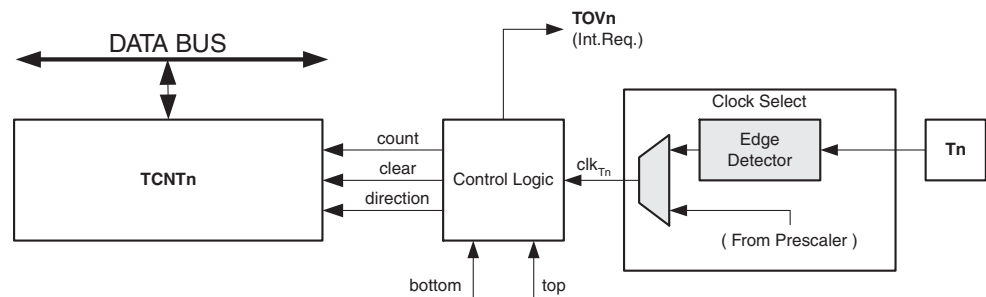 TOVn
(Int.Req.)
DATA BUS
Clock Select
count
Edge
Detector
Tn
TCNTn
clear
Control Logic
clkTn
direction
( From Prescaler )
bottom
top